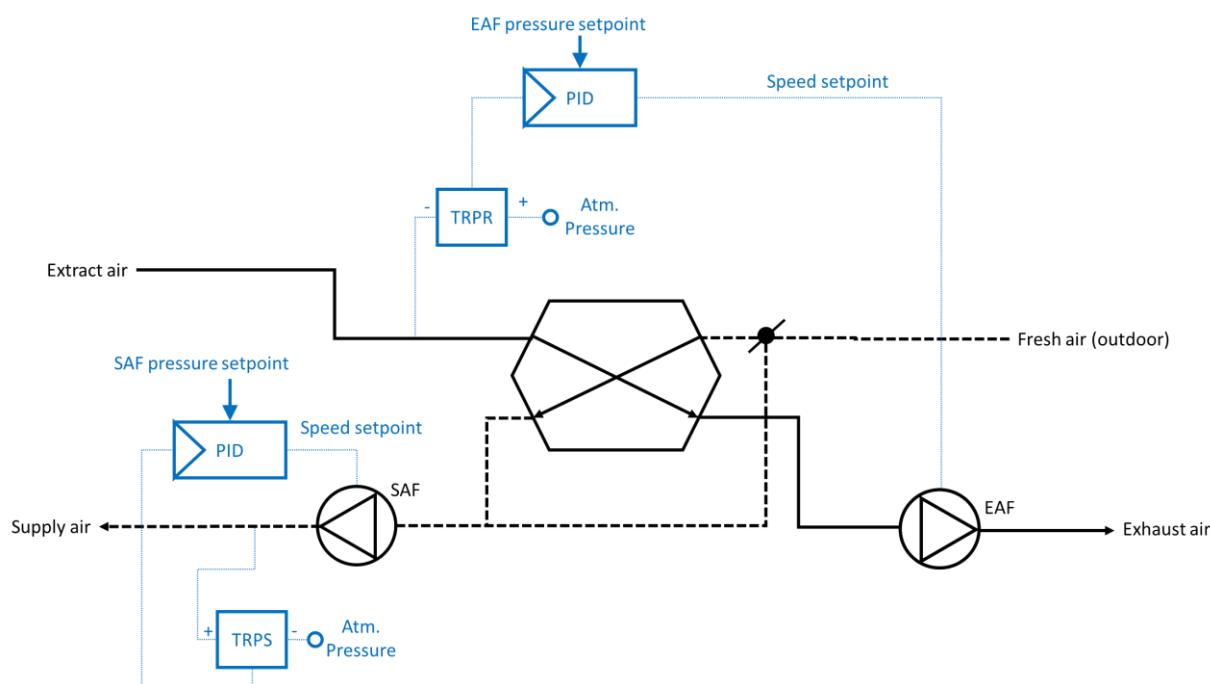 EAF pressure setpoint
PID
Speed setpoint
-
TRPR
+
Atm.
Pressure
Extract air
Fresh air (outdoor)
SAF pressure setpoint
PID
Speed setpoint
SAF
EAF
Supply air
Exhaust air
+
TRPS
-
Atm.
Pressure